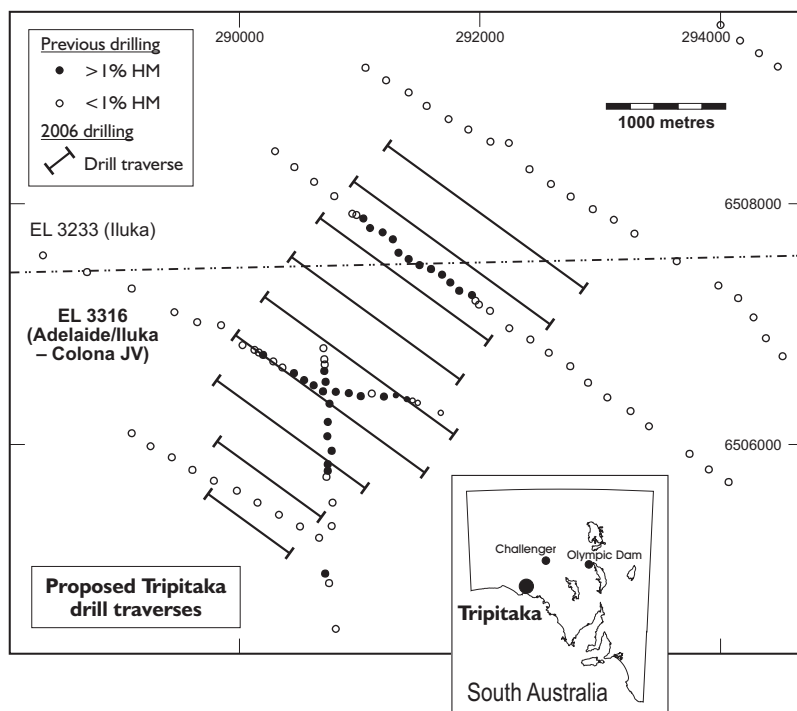 290000
292000
294000
Previous drilling
>1% HM
<1% HM
2006 drilling
Drill traverse
1000 metres
6508000
EL 3233 (Iluka)
EL 3316
(Adelaide/Iluka
– Colona JV)
6506000
Proposed Tripitaka
drill traverses
Challenger
Olympic Dam
Tripitaka
South Australia